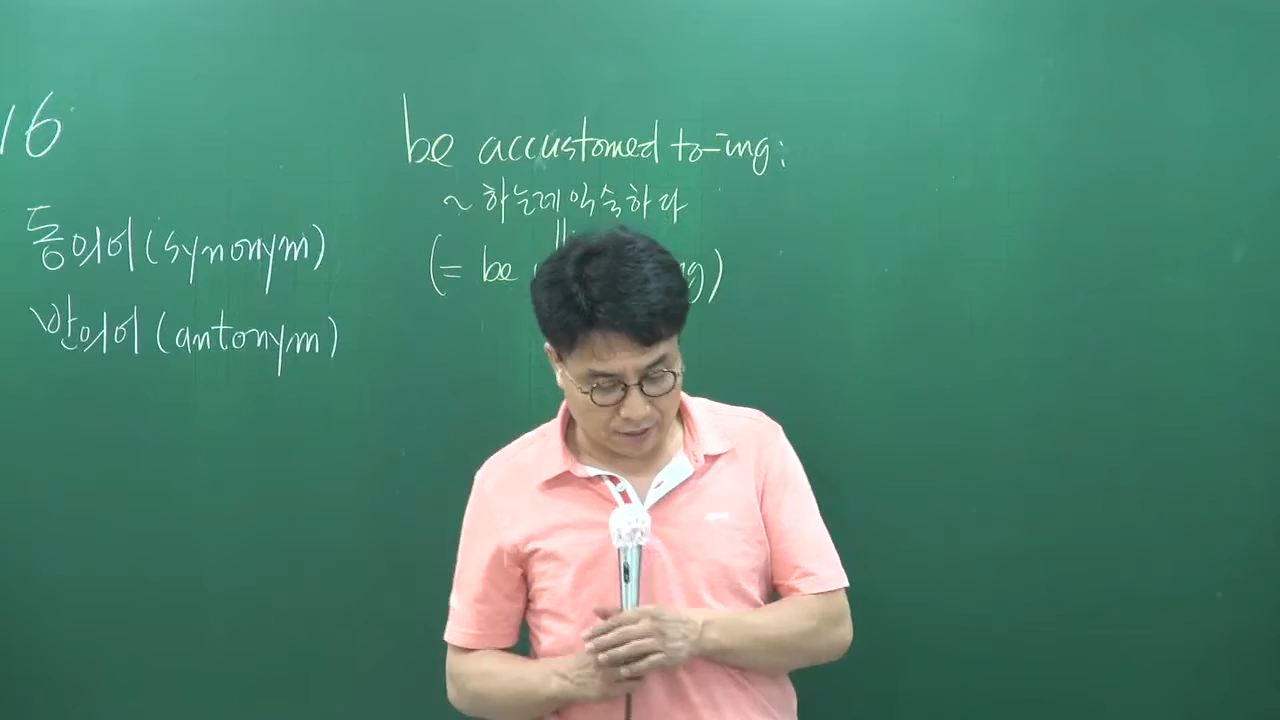 16
동의어(synonym)
반의어(antonym)
be accustomed to -ing:
~ 하는데 익숙하다
(= be